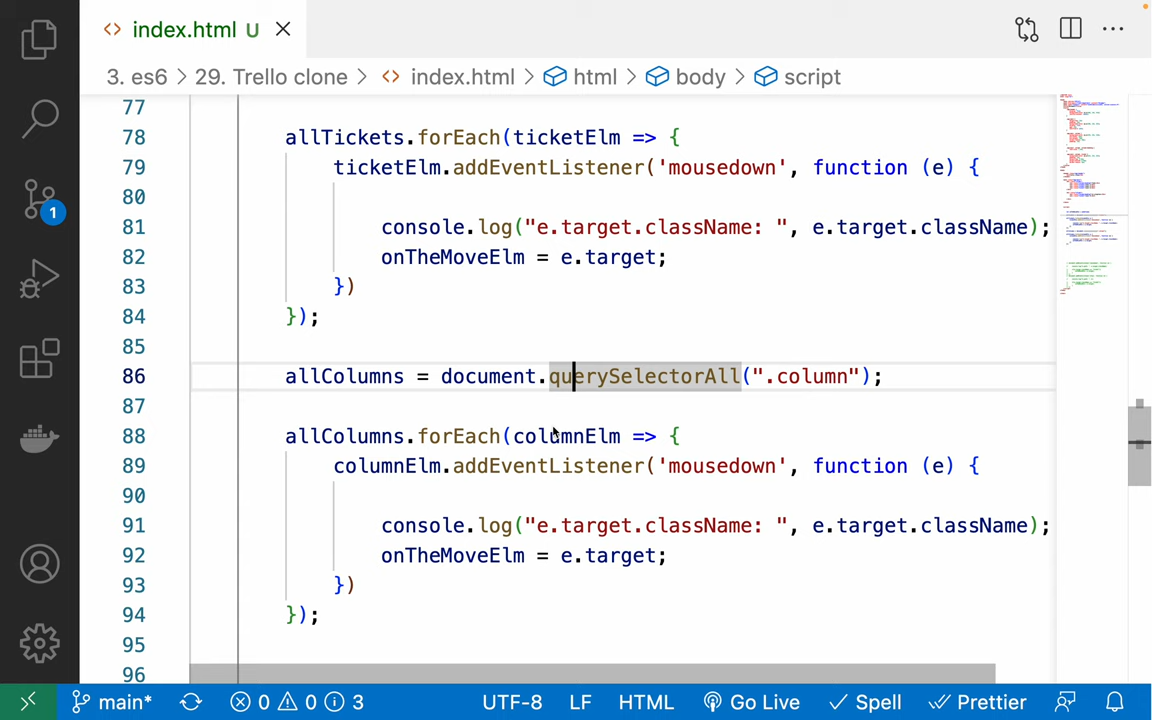 <> index.html U ×
3. es6 > 29. Trello clone > <> index.html > html > body > script
77
78 allTickets.forEach(ticketElm => {
79 ticketElm.addEventListener('mousedown', function (e) {
80
81 console.log("e.target.className: ", e.target.className);
82 onTheMoveElm = e.target;
83 })
84 });
85
86 allColumns = document.querySelectorAll(".column");
87
88 allColumns.forEach(columnElm => {
89 columnElm.addEventListener('mousedown', function (e) {
90
91 console.log("e.target.className: ", e.target.className);
92 onTheMoveElm = e.target;
93 })
94 });
95
96
1
main* 0 0 3 UTF-8 LF HTML Go Live Spell Prettier